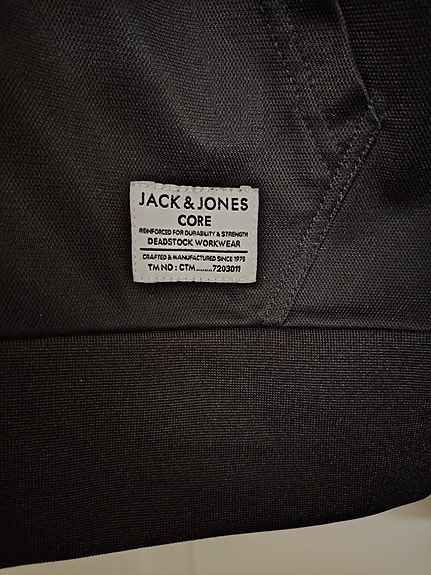 JACK & JONES
CORE
REINFORCED FOR DURABILITY & STRENGTH
DEADSTOCK WORKWEAR
CRAFTED & MANUFACTURED SINCE 1975
TM NO : CTM........7203011